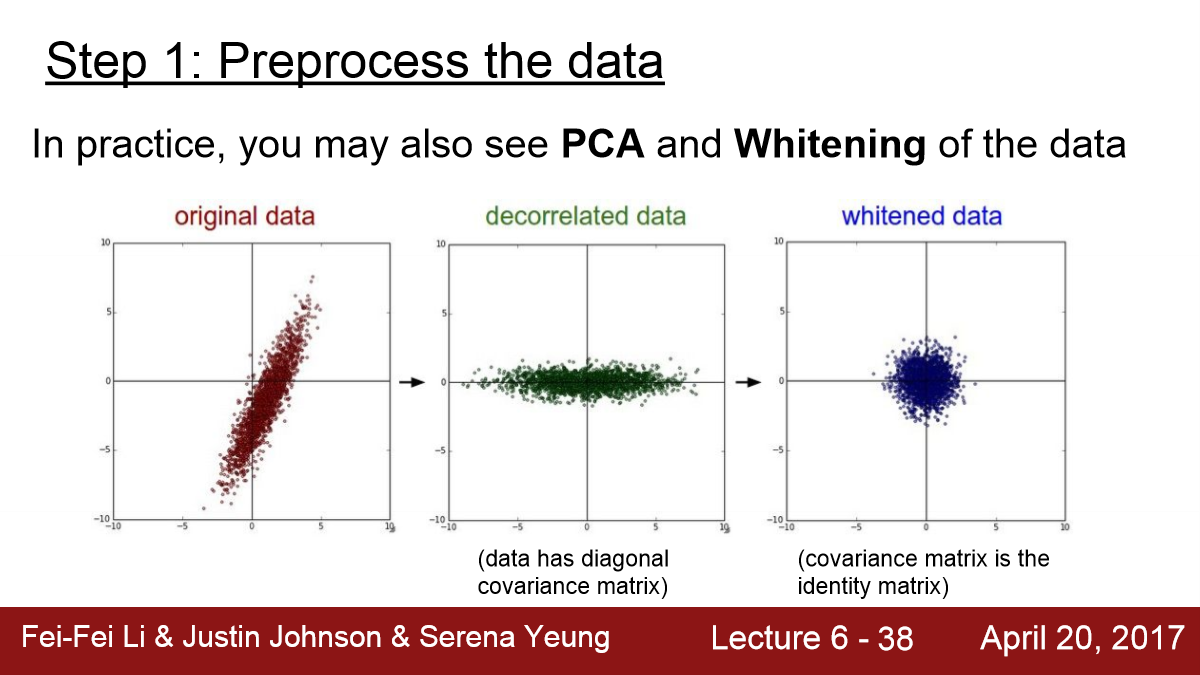 Step 1: Preprocess the data
In practice, you may also see PCA and Whitening of the data
original data
decorrelated data
whitened data
10
5
0
−5
−10
−10
−5
0
5
10
10
5
0
−5
−10
−10
−5
0
5
10
10
5
0
−5
−10
−10
−5
0
5
10
(data has diagonal
covariance matrix)
(covariance matrix is the
identity matrix)
Fei-Fei Li & Justin Johnson & Serena Yeung
Lecture 6 - 38
April 20, 2017